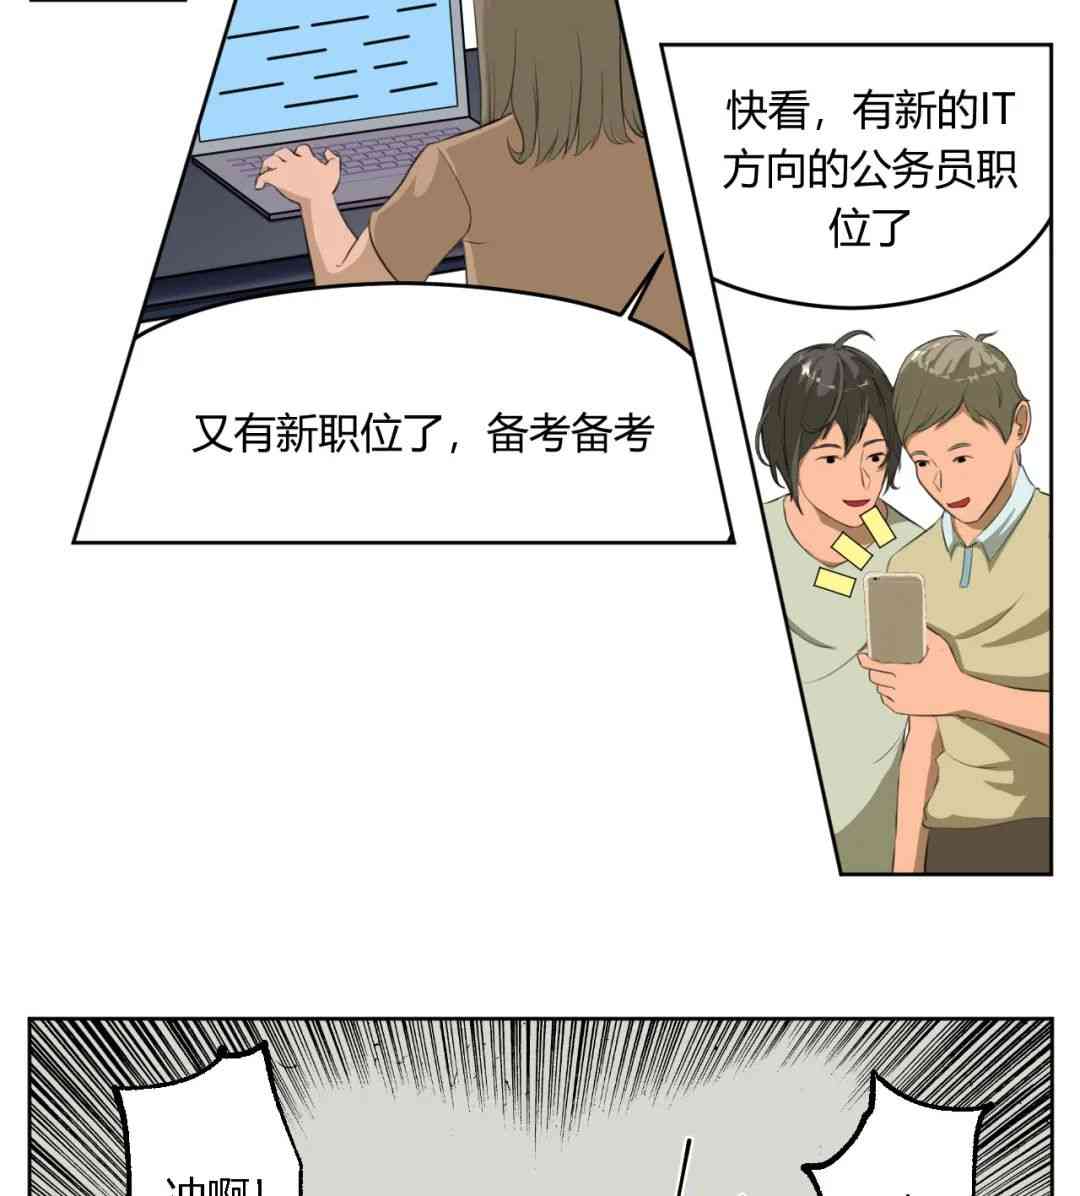 快看，有新的IT
方向的公务员职
位了
又有新职位了，备考备考
冲啊！